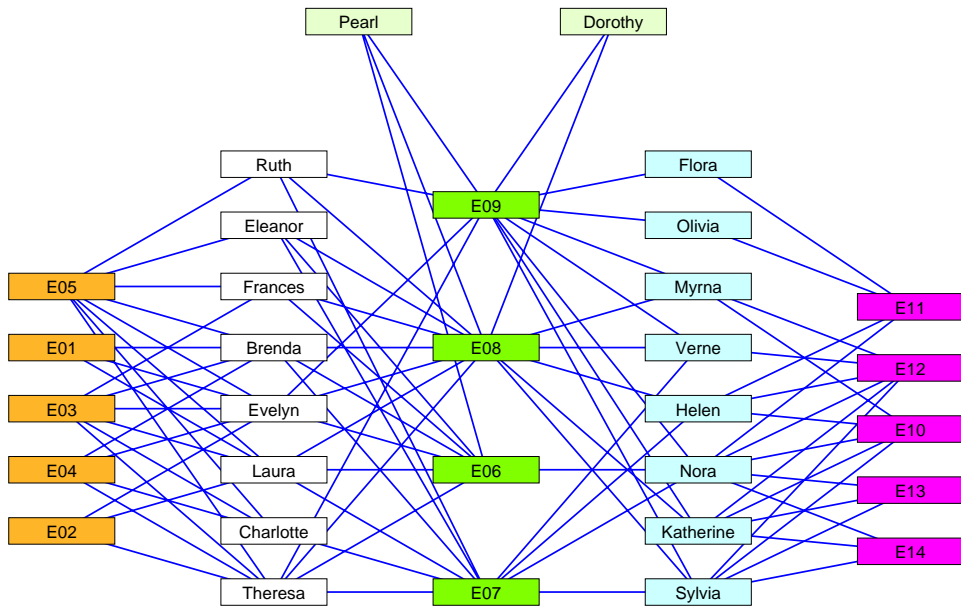 Pearl
Dorothy
Ruth
Flora
E09
Eleanor
Olivia
E05
Frances
Myrna
E11
E01
Brenda
E08
Verne
E12
E03
Evelyn
Helen
E10
E04
Laura
E06
Nora
E13
E02
Charlotte
Katherine
E14
Theresa
E07
Sylvia